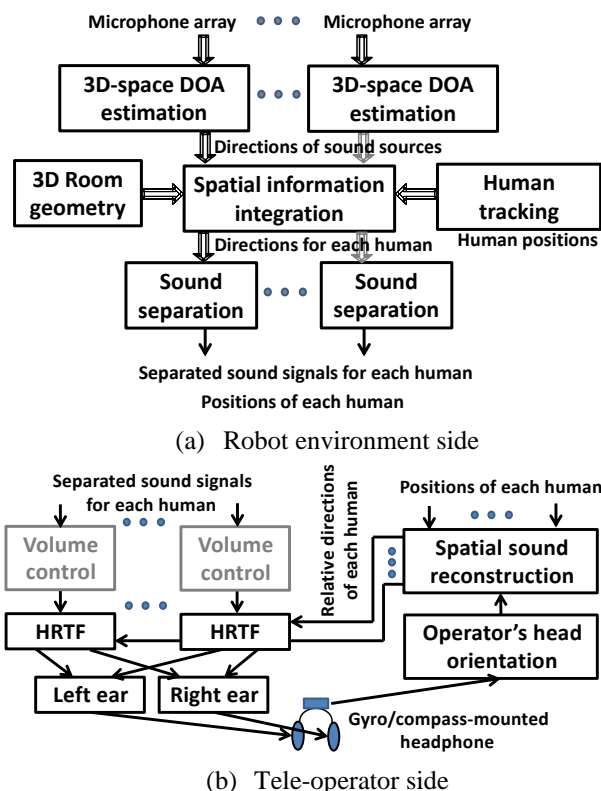 Microphone array
Microphone array
3D-space DOA
estimation
3D-space DOA
estimation
Directions of sound sources
3D Room
geometry
Spatial information
integration
Human
tracking
Human positions
Directions for each human
Sound
separation
Sound
separation
Separated sound signals for each human
Positions of each human
(a) Robot environment side
Separated sound signals
for each human
Positions of each human
Relative directions
of each human
Volume
control
Volume
control
Spatial sound
reconstruction
HRTF
HRTF
Operator's head
orientation
Left ear
Right ear
Gyro/compass-mounted
headphone
(b) Tele-operator side